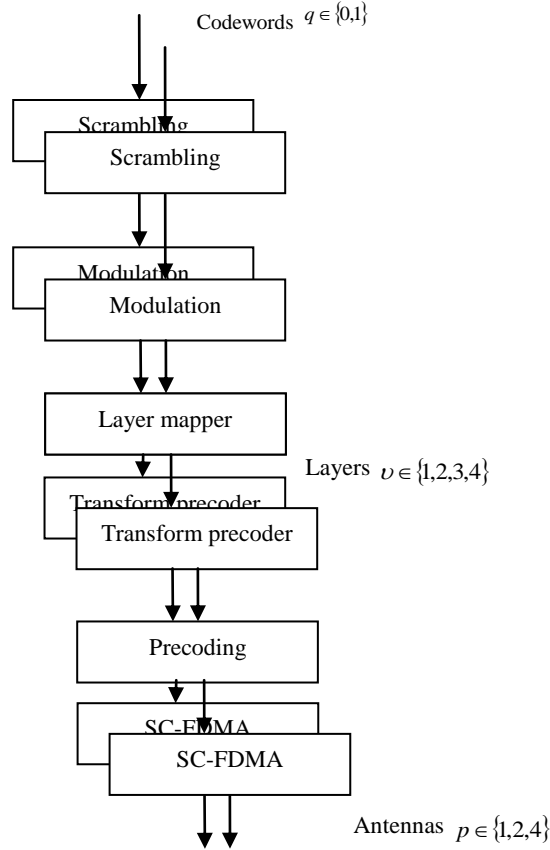 Codewords q ∈ {0,1}
Scrambling
Scrambling
Modulation
Modulation
Layer mapper
Layers υ ∈ {1,2,3,4}
Transform precoder
Transform precoder
Precoding
SC-FDMA
SC-FDMA
Antennas p ∈ {1,2,4}